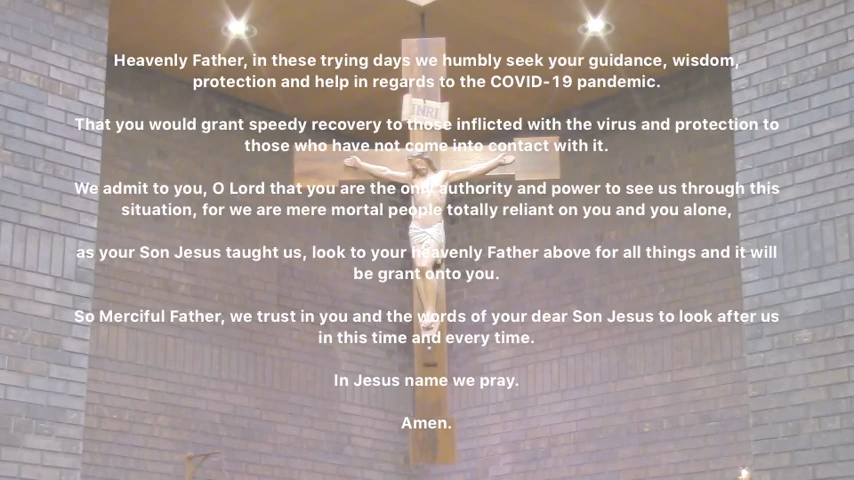 Heavenly Father, in these trying days we humbly seek your guidance, wisdom,
protection and help in regards to the COVID-19 pandemic.
INRI
That you would grant speedy recovery to those inflicted with the virus and protection to
those who have not come into contact with it.
We admit to you, O Lord that you are the only authority and power to see us through this
situation, for we are mere mortal people totally reliant on you and you alone,
as your Son Jesus taught us, look to your heavenly Father above for all things and it will
be grant onto you.
So Merciful Father, we trust in you and the words of your dear Son Jesus to look after us
in this time and every time.
In Jesus name we pray.
Amen.